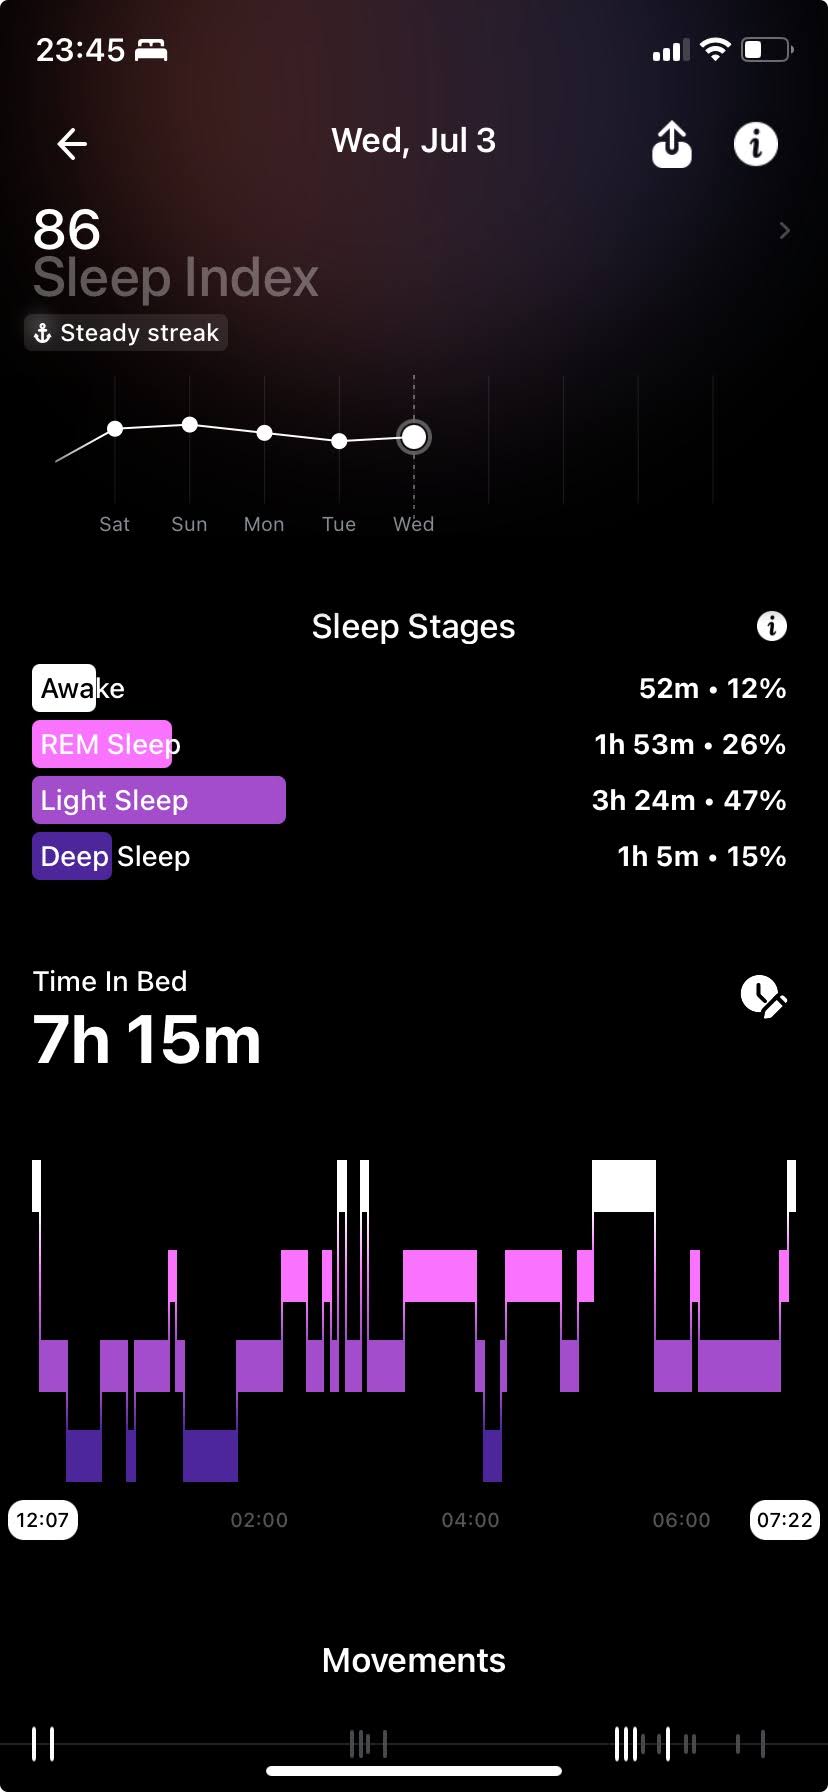 23:45
Wed, Jul 3
86
Sleep Index
Steady streak
Sat Sun Mon Tue Wed
Sleep Stages
Awake 52m • 12%
REM Sleep 1h 53m • 26%
Light Sleep 3h 24m • 47%
Deep Sleep 1h 5m • 15%
Time In Bed
7h 15m
12:07 02:00 04:00 06:00 07:22
Movements